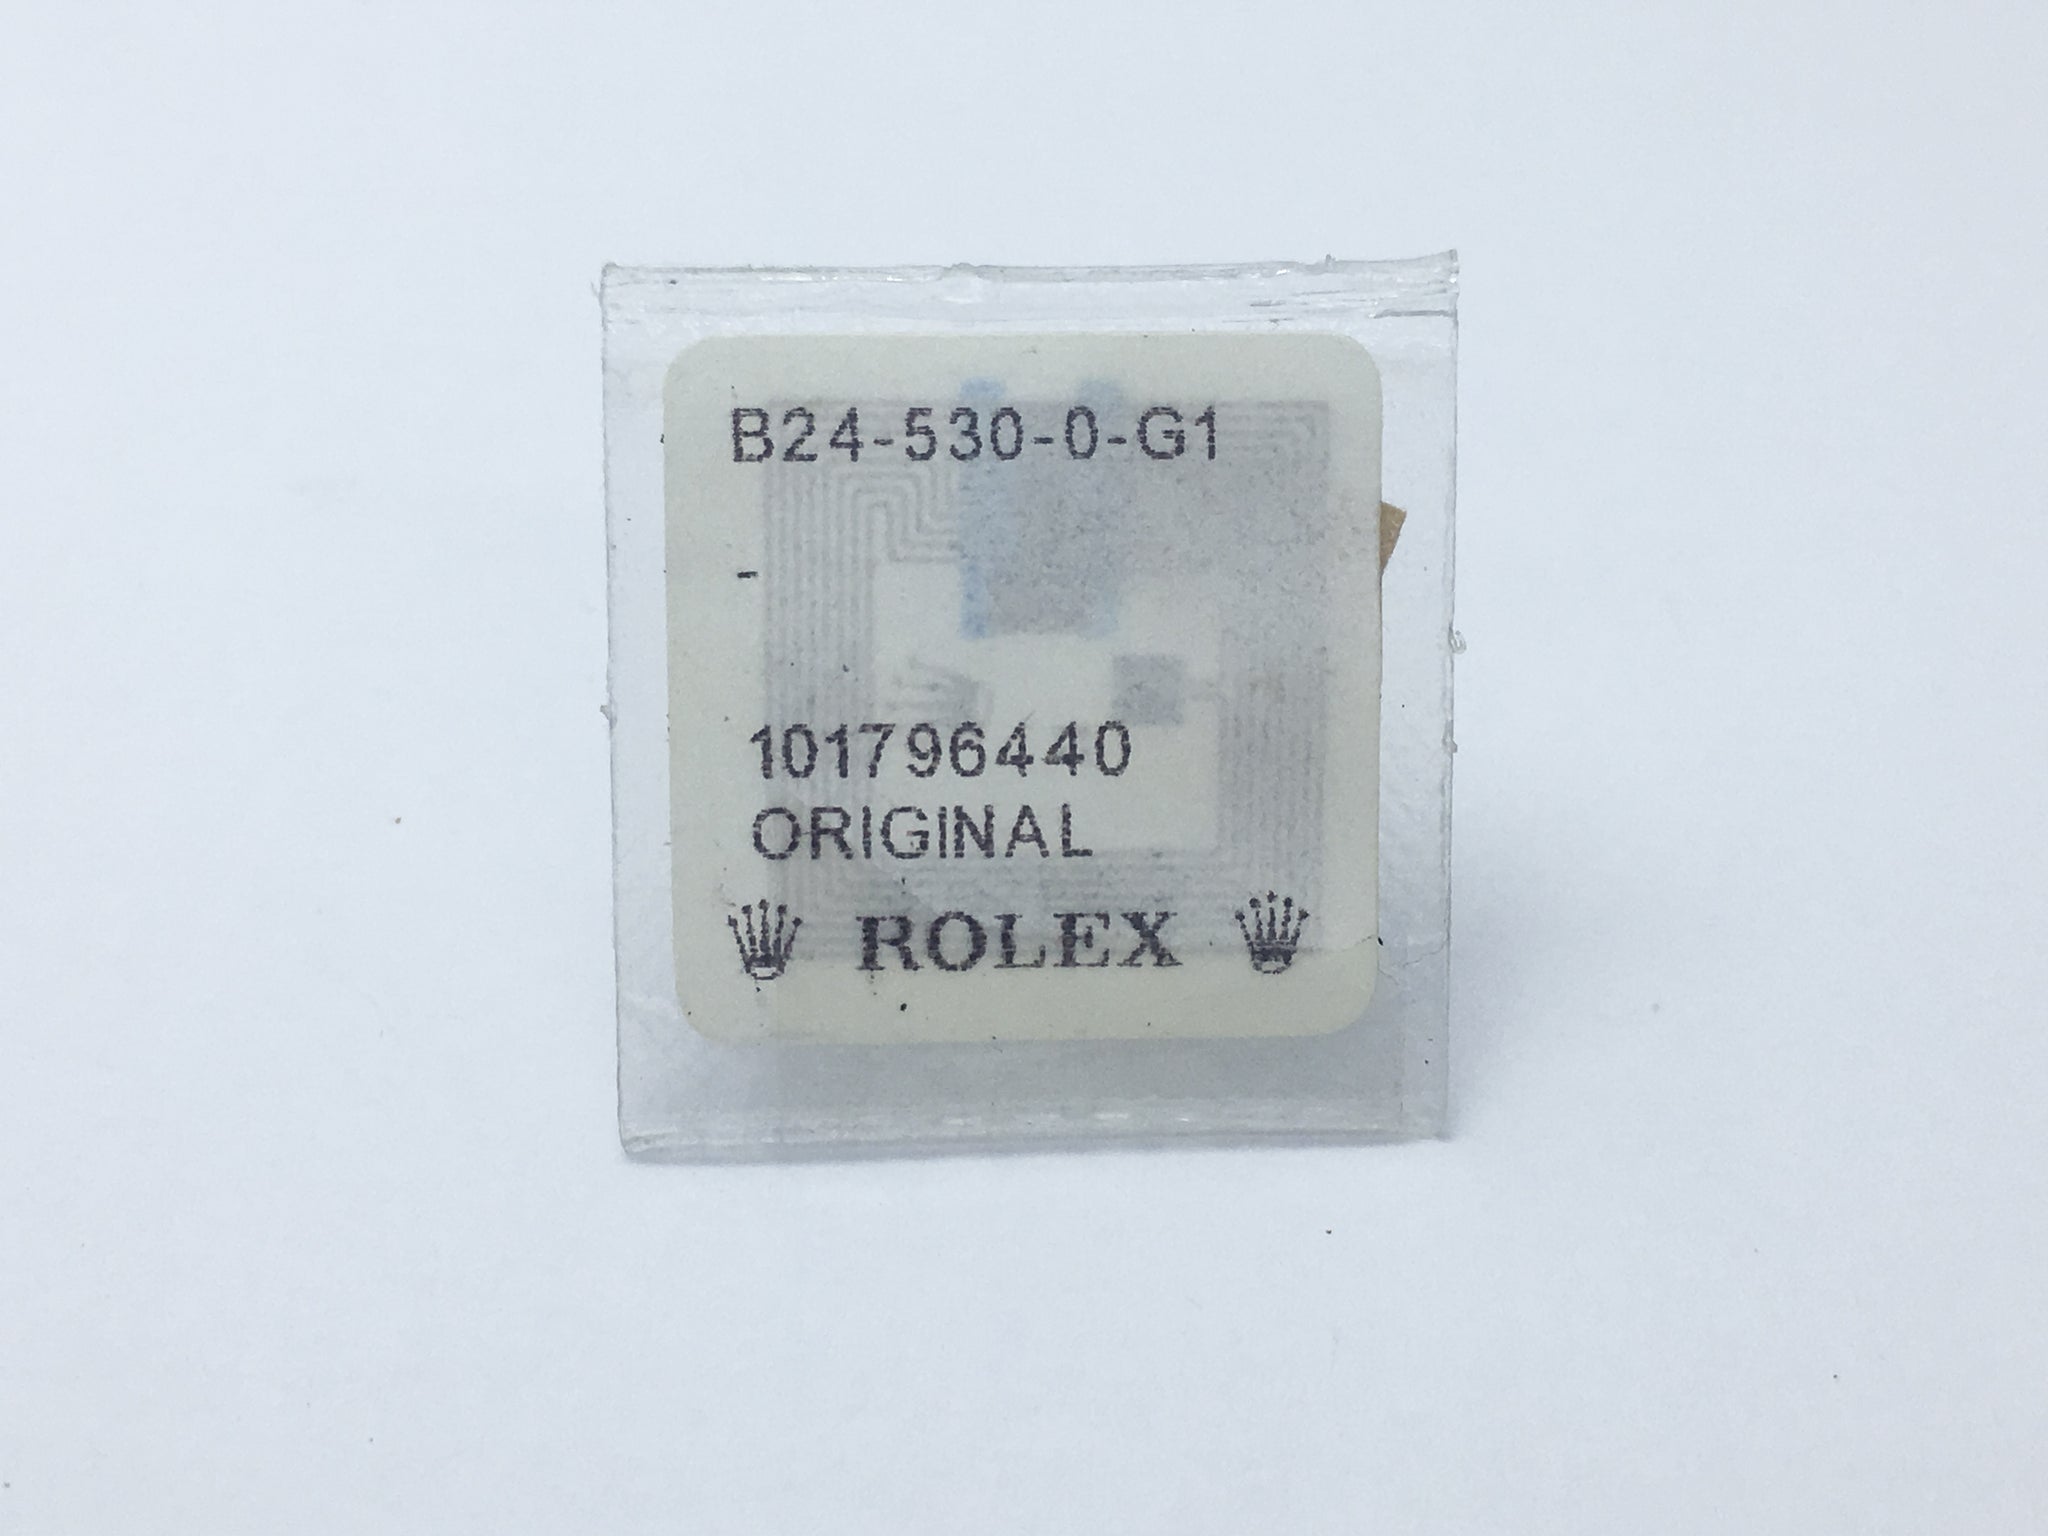 B24-530-0-G1
-
101796440
ORIGINAL
ROLEX